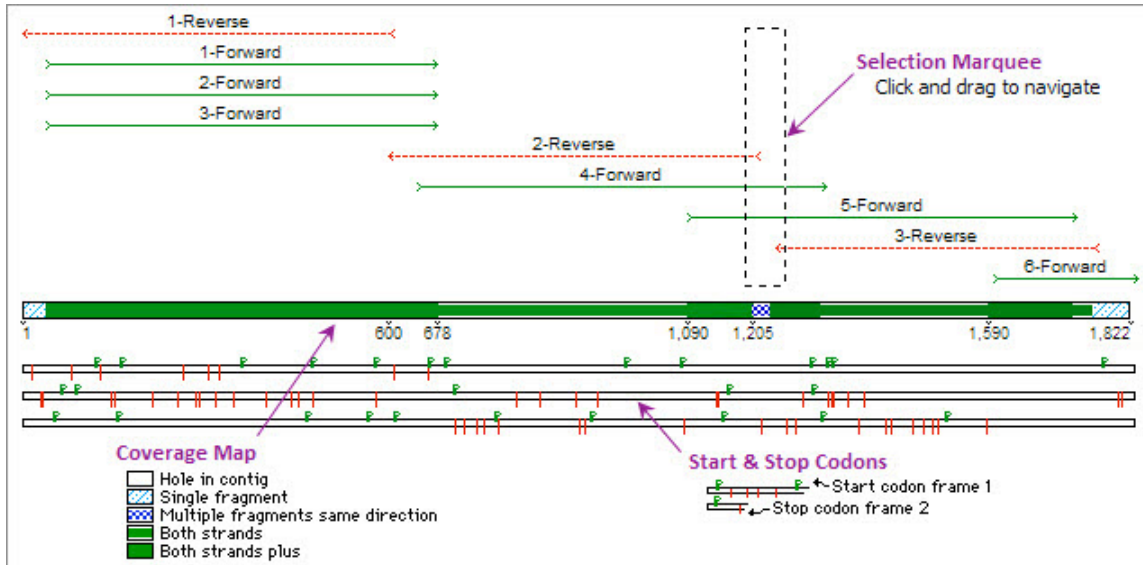 1-Reverse
1-Forward
2-Forward
3-Forward
Selection Marquee
Click and drag to navigate
2-Reverse
4-Forward
5-Forward
3-Reverse
6-Forward
1 600 678 1,090 1,205 1,590 1,822
Coverage Map
Hole in contig
Single fragment
Multiple fragments same direction
Both strands
Both strands plus
Start & Stop Codons
Start codon frame 1
Stop codon frame 2